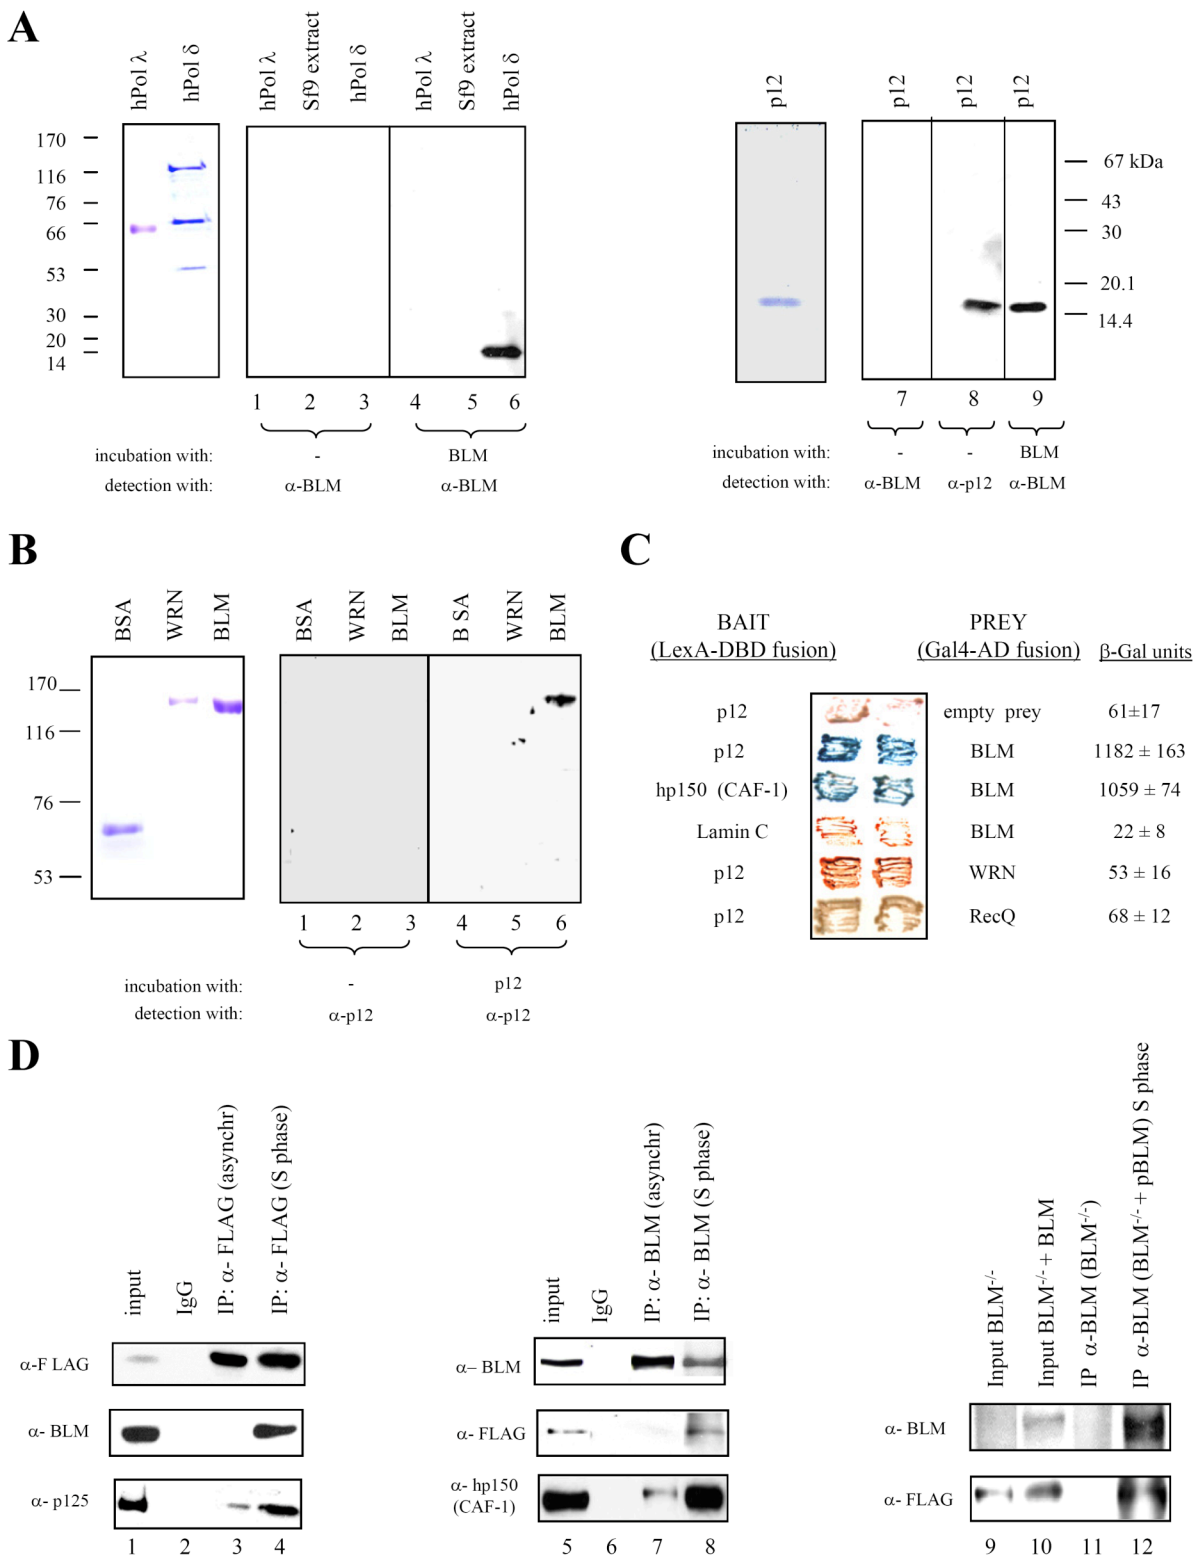 A
hPol λ
hPol δ
hPol λ
Sf9 extract
hPol δ
hPol λ
Sf9 extract
hPol δ
170
116
76
66
53
30
20
14
1 2 3 4 5 6
incubation with: - BLM
detection with: α-BLM α-BLM
p12
p12
p12
p12
67 kDa
43
30
20.1
14.4
7 8 9
incubation with: - - BLM
detection with: α-BLM α-p12 α-BLM
B
BSA
WRN
BLM
BSA
WRN
BLM
B SA
WRN
BLM
170
116
76
53
1 2 3 4 5 6
incubation with: - p12
detection with: α-p12 α-p12
C
BAIT PREY
(LexA-DBD fusion) (Gal4-AD fusion) β-Gal units
p12 empty prey 61±17
p12 BLM 1182 ± 163
hp150 (CAF-1) BLM 1059 ± 74
Lamin C BLM 22 ± 8
p12 WRN 53 ± 16
p12 RecQ 68 ± 12
D
input
IgG
IP: α- FLAG (asynchr)
IP: α- FLAG (S phase)
α-F LAG
α- BLM
α- p125
1 2 3 4
input
IgG
IP: α- BLM (asynchr)
IP: α- BLM (S phase)
α– BLM
α- FLAG
α- hp150
(CAF-1)
5 6 7 8
Input BLM-/-
Input BLM-/- + BLM
IP α-BLM (BLM-/-)
IP α-BLM (BLM-/- + pBLM) S phase
α- BLM
α- FLAG
9 10 11 12